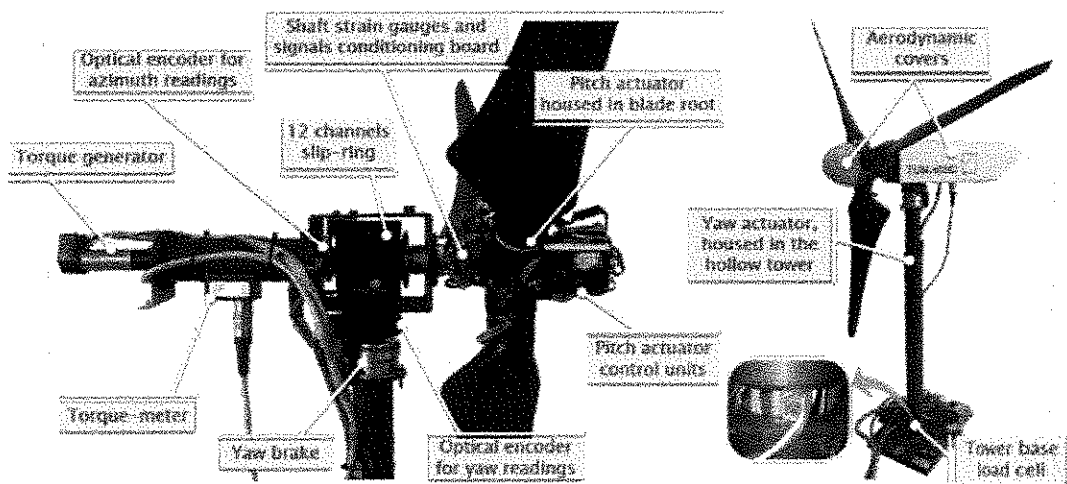 Shaft strain gauges and
signals conditioning board
Optical encoder for
azimuth readings
Pitch actuator
housed in blade root
12 channels
slip-ring
Torque generator
Aerodynamic
covers
Yaw actuator,
housed in the
hollow tower
Pitch actuator
control units
Torque-meter
Yaw brake
Optical encoder
for yaw readings
Tower base
load cell